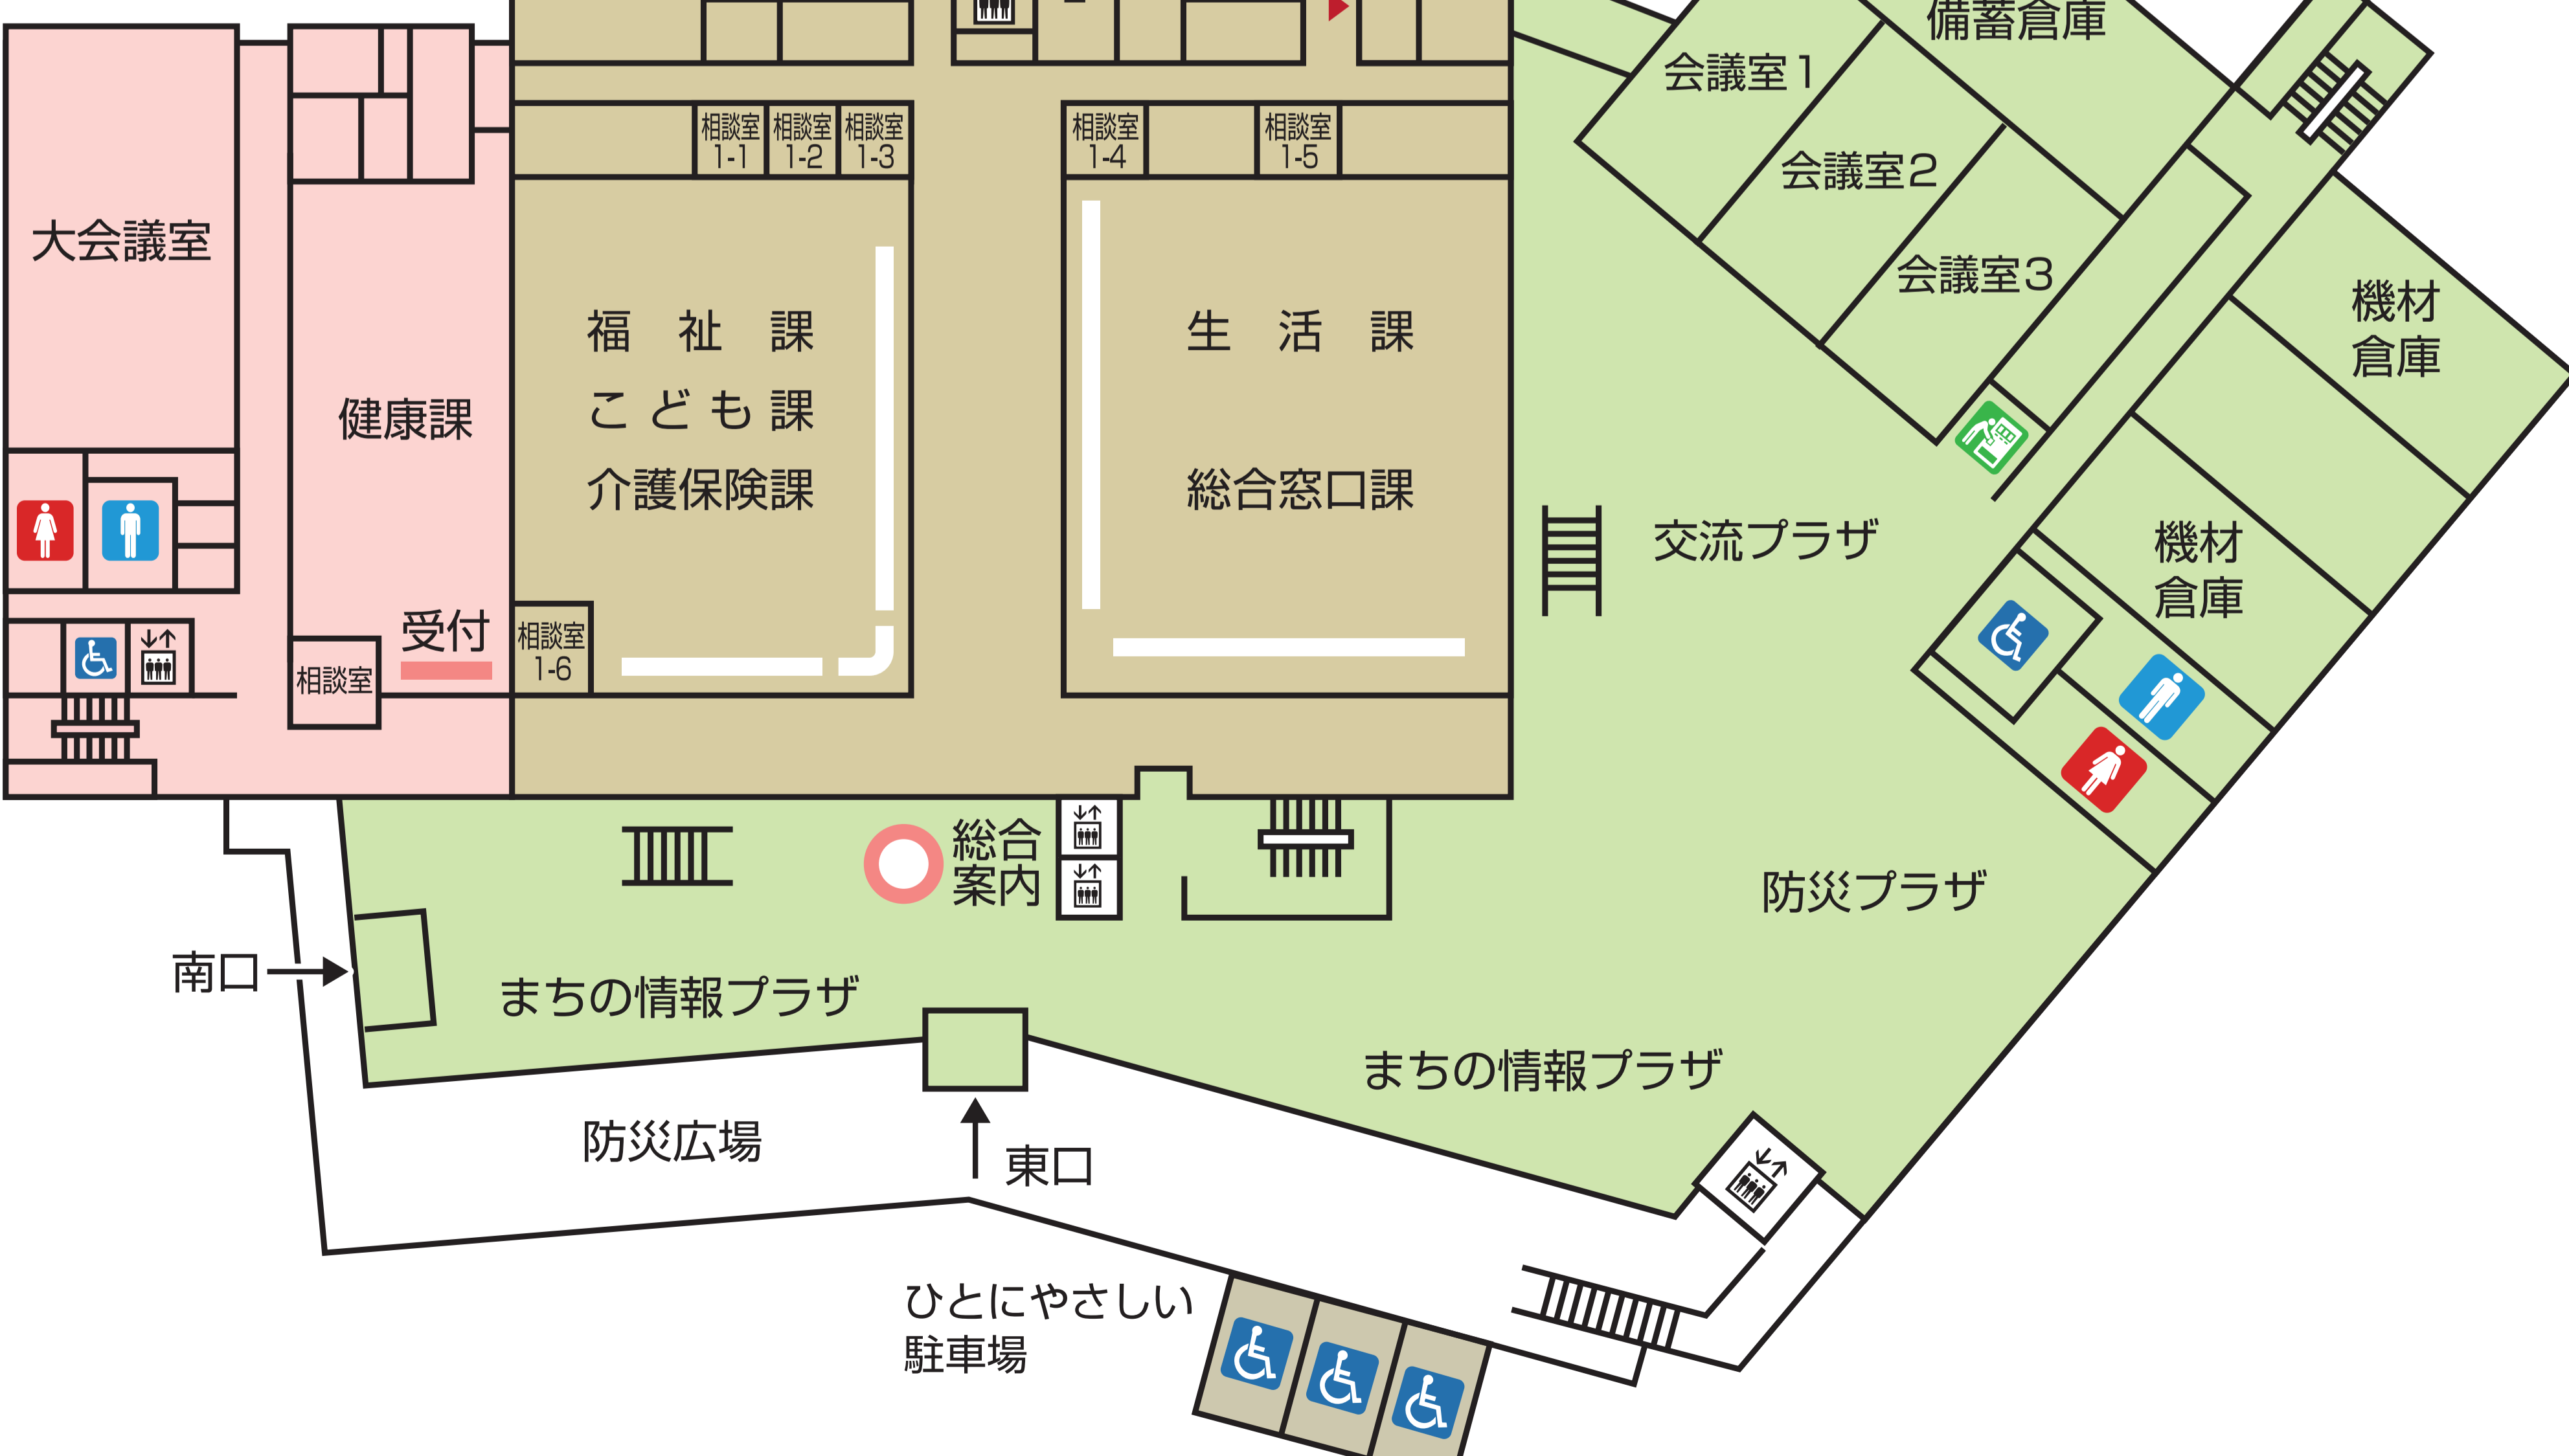 備蓄倉庫
会議室1
相談室
1-1
相談室
1-2
相談室
1-3
相談室
1-4
相談室
1-5
会議室2
大会議室
会議室3
機材
倉庫
福祉課
こども課
介護保険課
生活課
総合窓口課
健康課
交流プラザ
機材
倉庫
受付
相談室
1-6
相談室
総合
案内
防災プラザ
南口
まちの情報プラザ
まちの情報プラザ
防災広場
東口
ひとにやさしい
駐車場